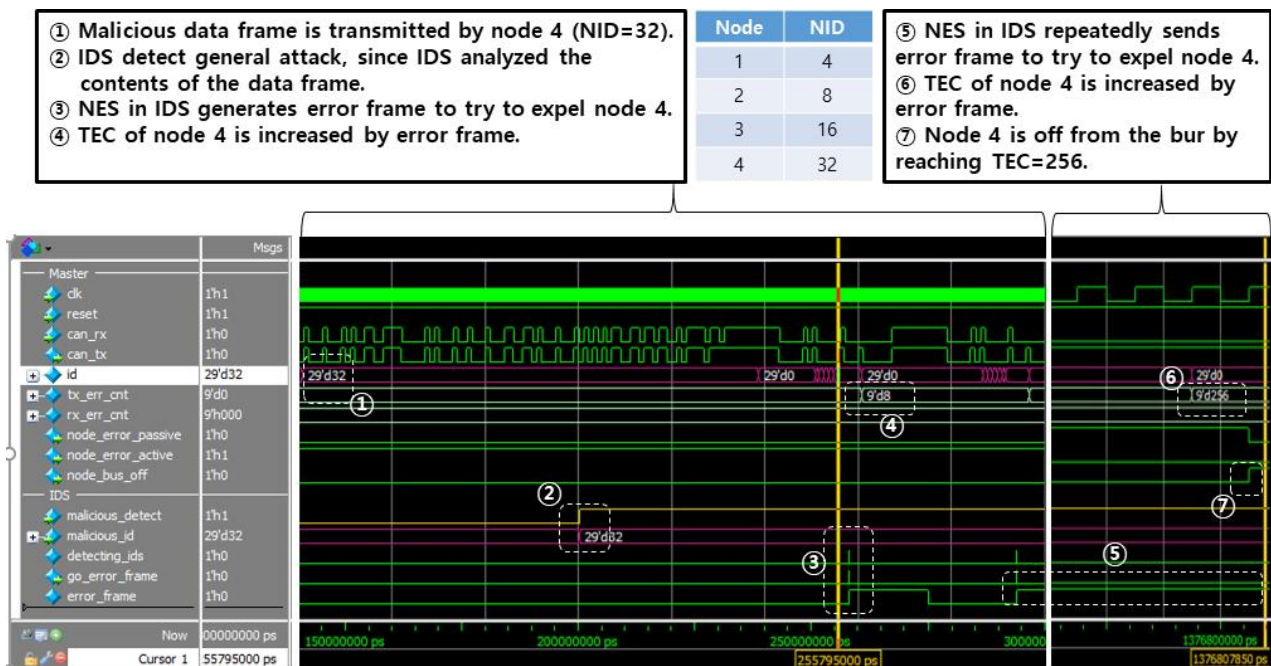 ① Malicious data frame is transmitted by node 4 (NID=32).
② IDS detect general attack, since IDS analyzed the
contents of the data frame.
③ NES in IDS generates error frame to try to expel node 4.
④ TEC of node 4 is increased by error frame.
Node NID
1 4
2 8
3 16
4 32
⑤ NES in IDS repeatedly sends
error frame to try to expel node 4.
⑥ TEC of node 4 is increased by
error frame.
⑦ Node 4 is off from the bur by
reaching TEC=256.
Msgs
Master
clk 1'h1
reset 1'h1
can_rx 1'h0
can_tx 1'h0
id 29'd32 29'd32 29'd0 29'd0 ⑥ 29'd0
tx_err_cnt 9'd0 ① 9'd8 9'd256
rx_err_cnt 9'h000
node_error_passive 1'h0 ④
node_error_active 1'h1
node_bus_off 1'h0
IDS ② ⑦
malicious_detect 1'h1
malicious_id 29'd32 29'd32
detecting_ids 1'h0 ③ ⑤
go_error_frame 1'h0
error_frame 1'h0
Now 00000000 ps 150000000 ps 200000000 ps 250000000 ps 3000000 1376800000 ps
Cursor 1 55795000 ps 255795000 ps 1376807850 ps